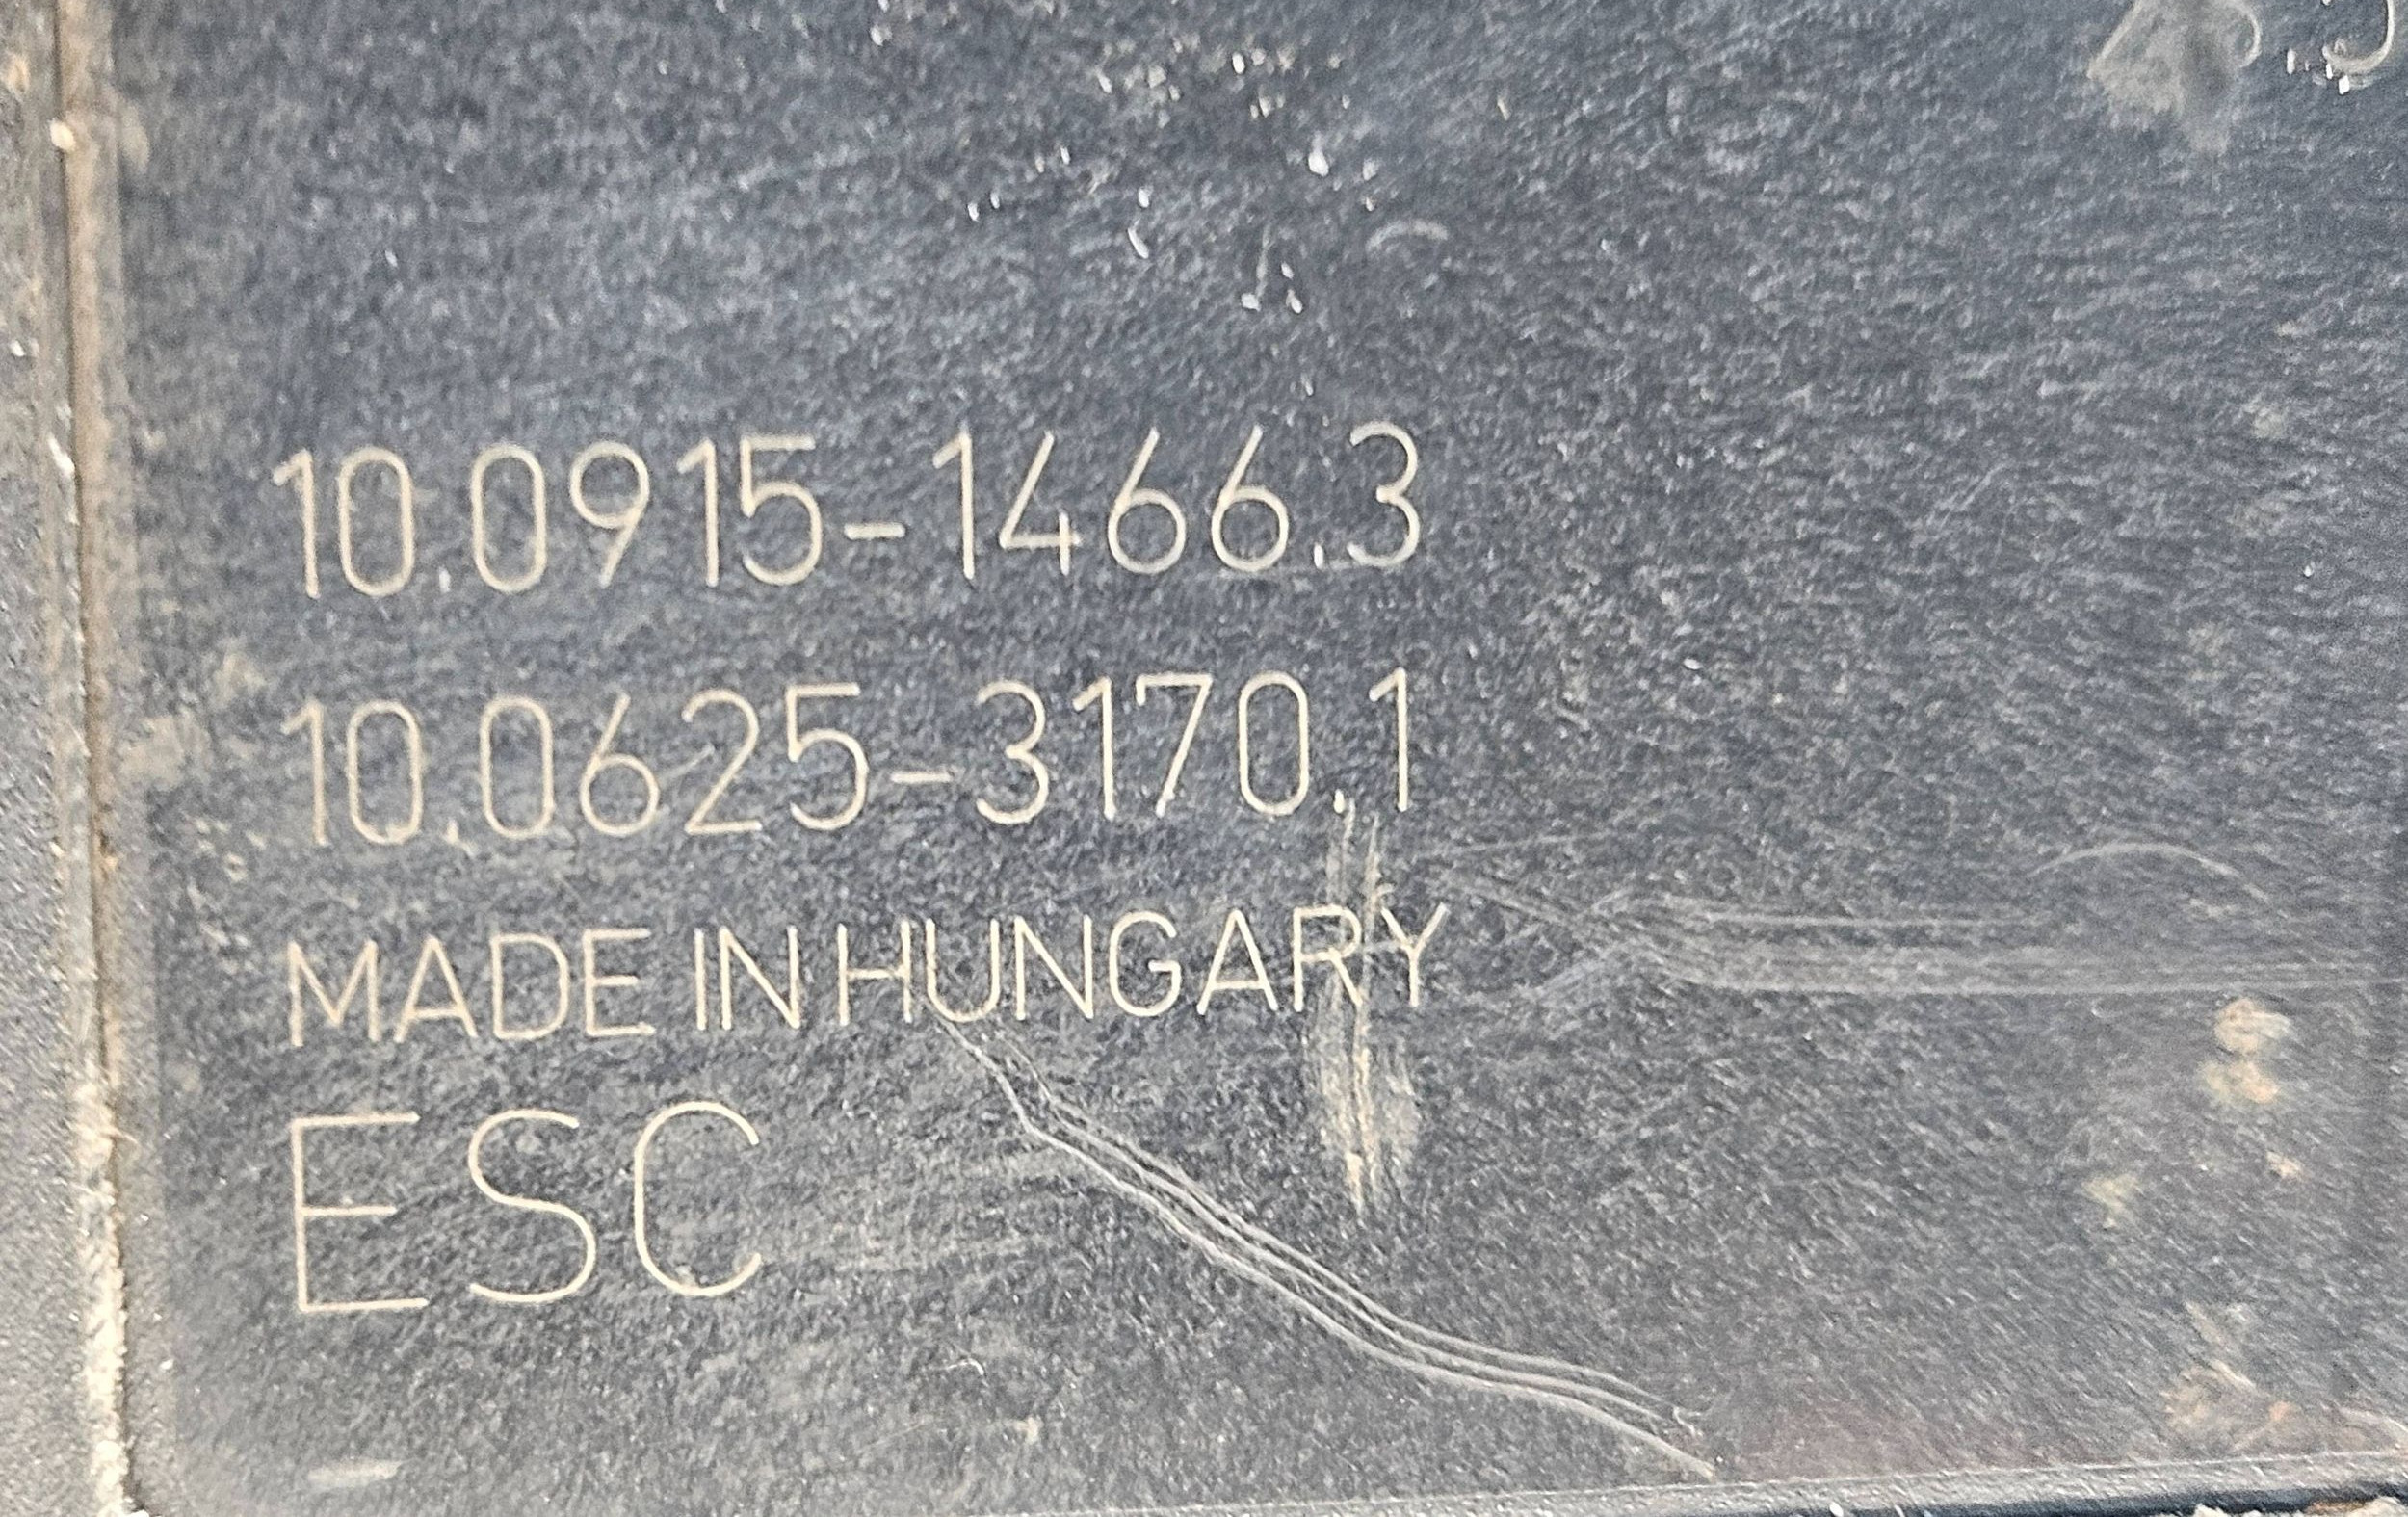 10.0915-1466.3
10.0625-3170.1
MADE IN HUNGARY
ESC